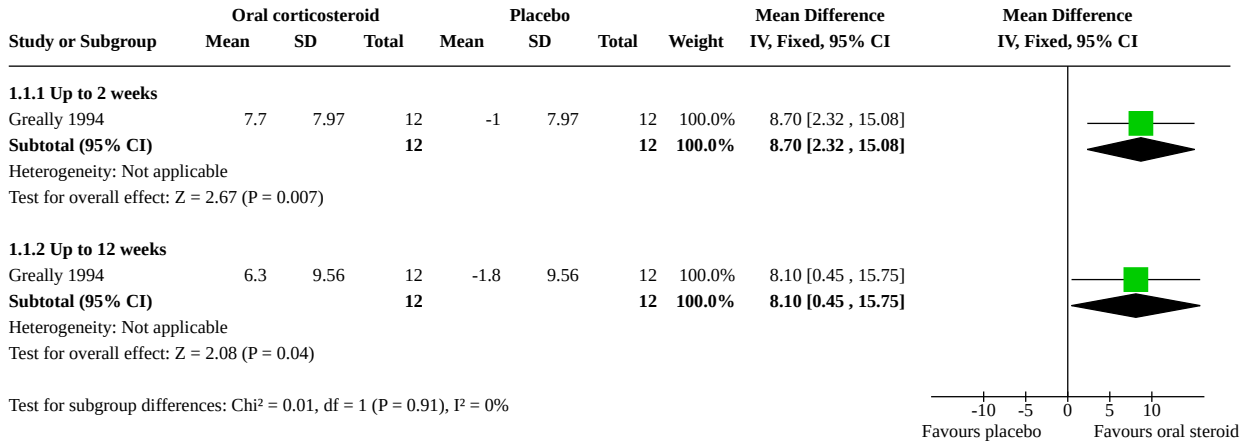 Oral corticosteroid Placebo Mean Difference Mean Difference
Study or Subgroup Mean SD Total Mean SD Total Weight IV, Fixed, 95% CI IV, Fixed, 95% CI
1.1.1 Up to 2 weeks
Greally 1994 7.7 7.97 12 -1 7.97 12 100.0% 8.70 [2.32 , 15.08]
Subtotal (95% CI) 12 12 100.0% 8.70 [2.32 , 15.08]
Heterogeneity: Not applicable
Test for overall effect: Z = 2.67 (P = 0.007)
1.1.2 Up to 12 weeks
Greally 1994 6.3 9.56 12 -1.8 9.56 12 100.0% 8.10 [0.45 , 15.75]
Subtotal (95% CI) 12 12 100.0% 8.10 [0.45 , 15.75]
Heterogeneity: Not applicable
Test for overall effect: Z = 2.08 (P = 0.04)
Test for subgroup differences: Chi² = 0.01, df = 1 (P = 0.91), I² = 0%
-10 -5 0 5 10
Favours placebo Favours oral steroid